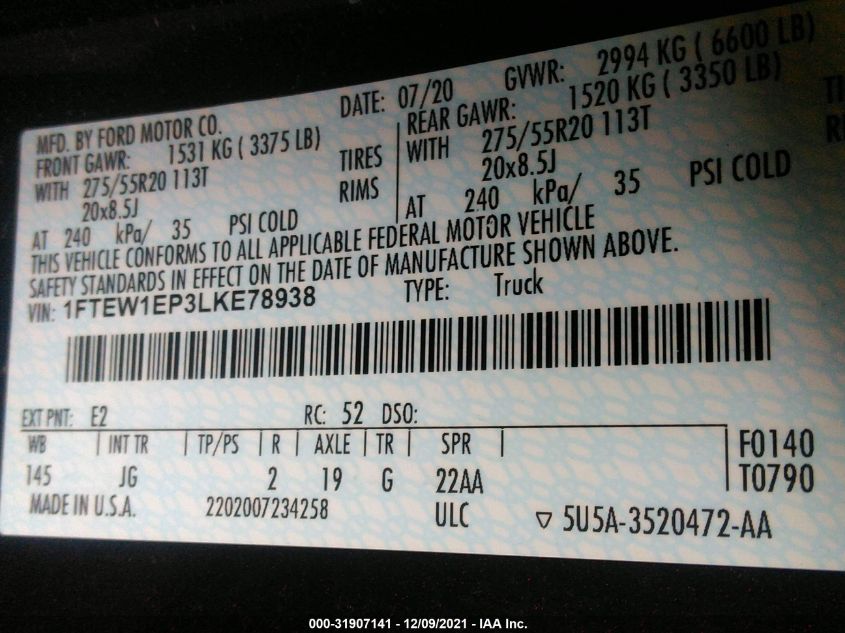 MFD. BY FORD MOTOR CO. DATE: 07/20 GVWR: 2994 KG ( 6600 LB)
FRONT GAWR: 1531 KG ( 3375 LB) REAR GAWR: 1520 KG ( 3350 LB)
WITH 275/55R20 113T TIRES WITH 275/55R20 113T
20x8.5J RIMS 20x8.5J
AT 240 kPa/ 35 PSI COLD AT 240 kPa/ 35 PSI COLD
THIS VEHICLE CONFORMS TO ALL APPLICABLE FEDERAL MOTOR VEHICLE
SAFETY STANDARDS IN EFFECT ON THE DATE OF MANUFACTURE SHOWN ABOVE.
VIN: 1FTEW1EP3LKE78938 TYPE: Truck
EXT PNT: E2 RC: 52 DSO:
WB INT TR TP/PS R AXLE TR SPR F0140
145 JG 2 19 G 22AA T0790
MADE IN U.S.A. 2202007234258 ULC ▽ 5U5A-3520472-AA
000-31907141 - 12/09/2021 - IAA Inc.